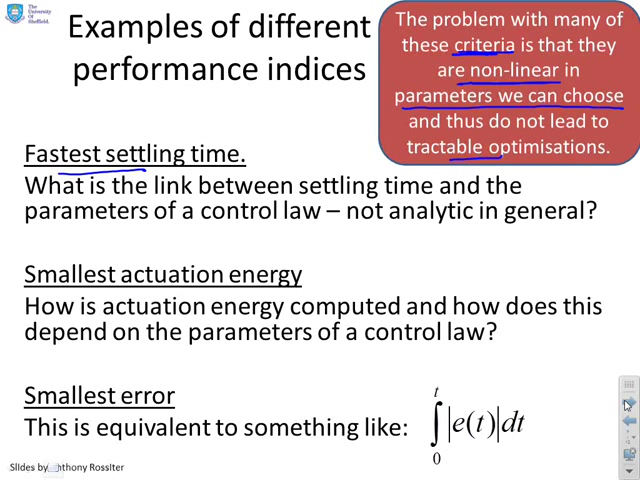 The
University
Of
Sheffield.
Examples of different
performance indices
The problem with many of
these criteria is that they
are non-linear in
parameters we can choose
and thus do not lead to
tractable optimisations.
Fastest settling time.
What is the link between settling time and the
parameters of a control law – not analytic in general?
Smallest actuation energy
How is actuation energy computed and how does this
depend on the parameters of a control law?
Smallest error
This is equivalent to something like: ∫₀ᵗ |e(t)| dt
Slides by Anthony Rossiter